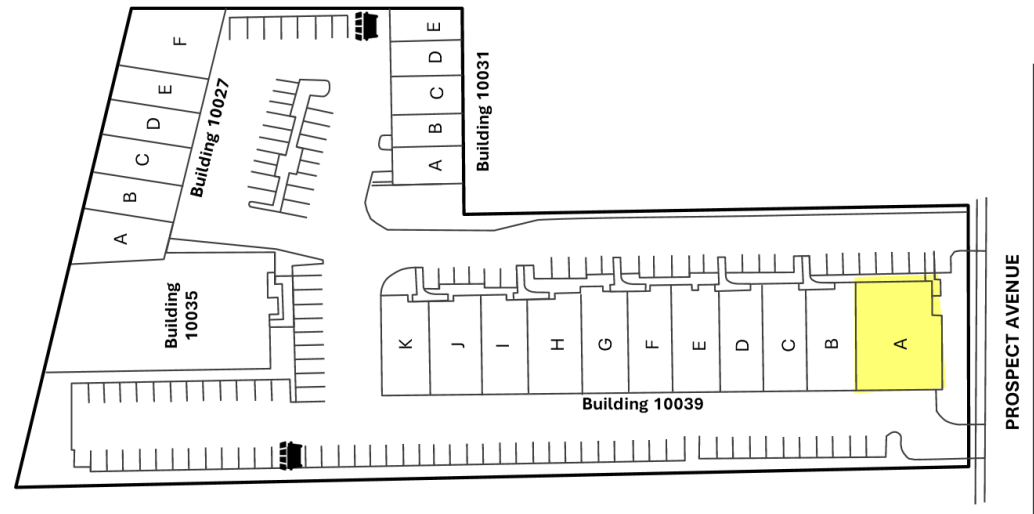 F
E
D
C
B
A
Building 10027
E
D
C
B
A
Building 10031
Building
10035
K
J
I
H
G
F
E
D
C
B
A
Building 10039
PROSPECT AVENUE